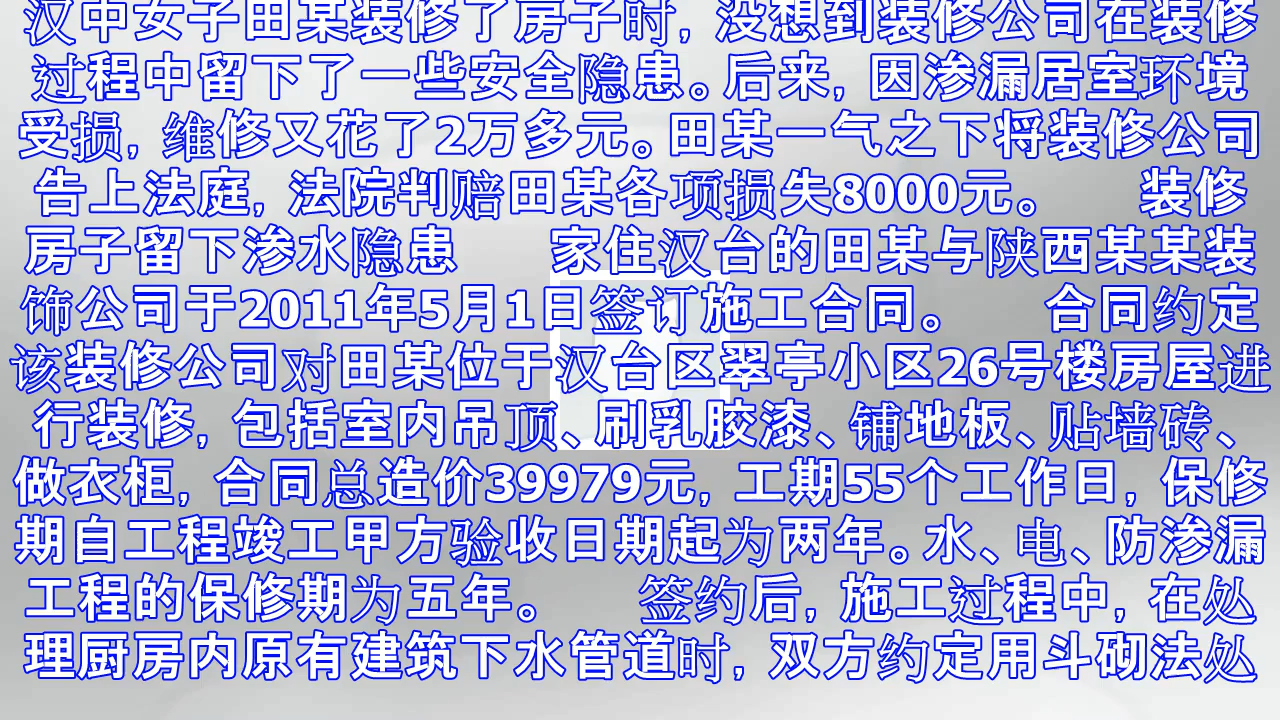 汉中女子田某装修了房子时，没想到装修公司在装修
过程中留下了一些安全隐患。后来，因渗漏居室环境
受损，维修又花了2万多元。田某一气之下将装修公司
告上法庭，法院判赔田某各项损失8000元。　　装修
房子留下渗水隐患　　家住汉台的田某与陕西某某装
饰公司于2011年5月1日签订施工合同。　　合同约定
该装修公司对田某位于汉台区翠亭小区26号楼房屋进
行装修，包括室内吊顶、刷乳胶漆、铺地板、贴墙砖、
做衣柜，合同总造价39979元，工期55个工作日，保修
期自工程竣工甲方验收日期起为两年。水、电、防渗漏
工程的保修期为五年。　　签约后，施工过程中，在处
理厨房内原有建筑下水管道时，双方约定用斗砌法处